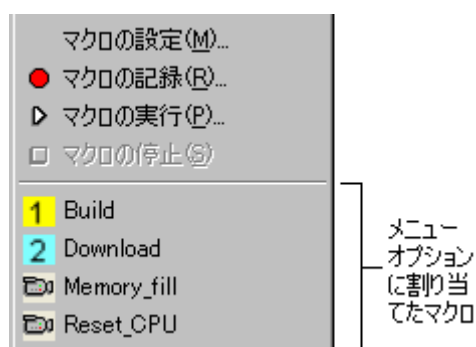 マクロの設定(M)...
マクロの記録(R)...
マクロの実行(P)...
マクロの停止(S)
1 Build
2 Download
Memory_fill
Reset_CPU
メニュー
オプション
に割り当
てたマクロ